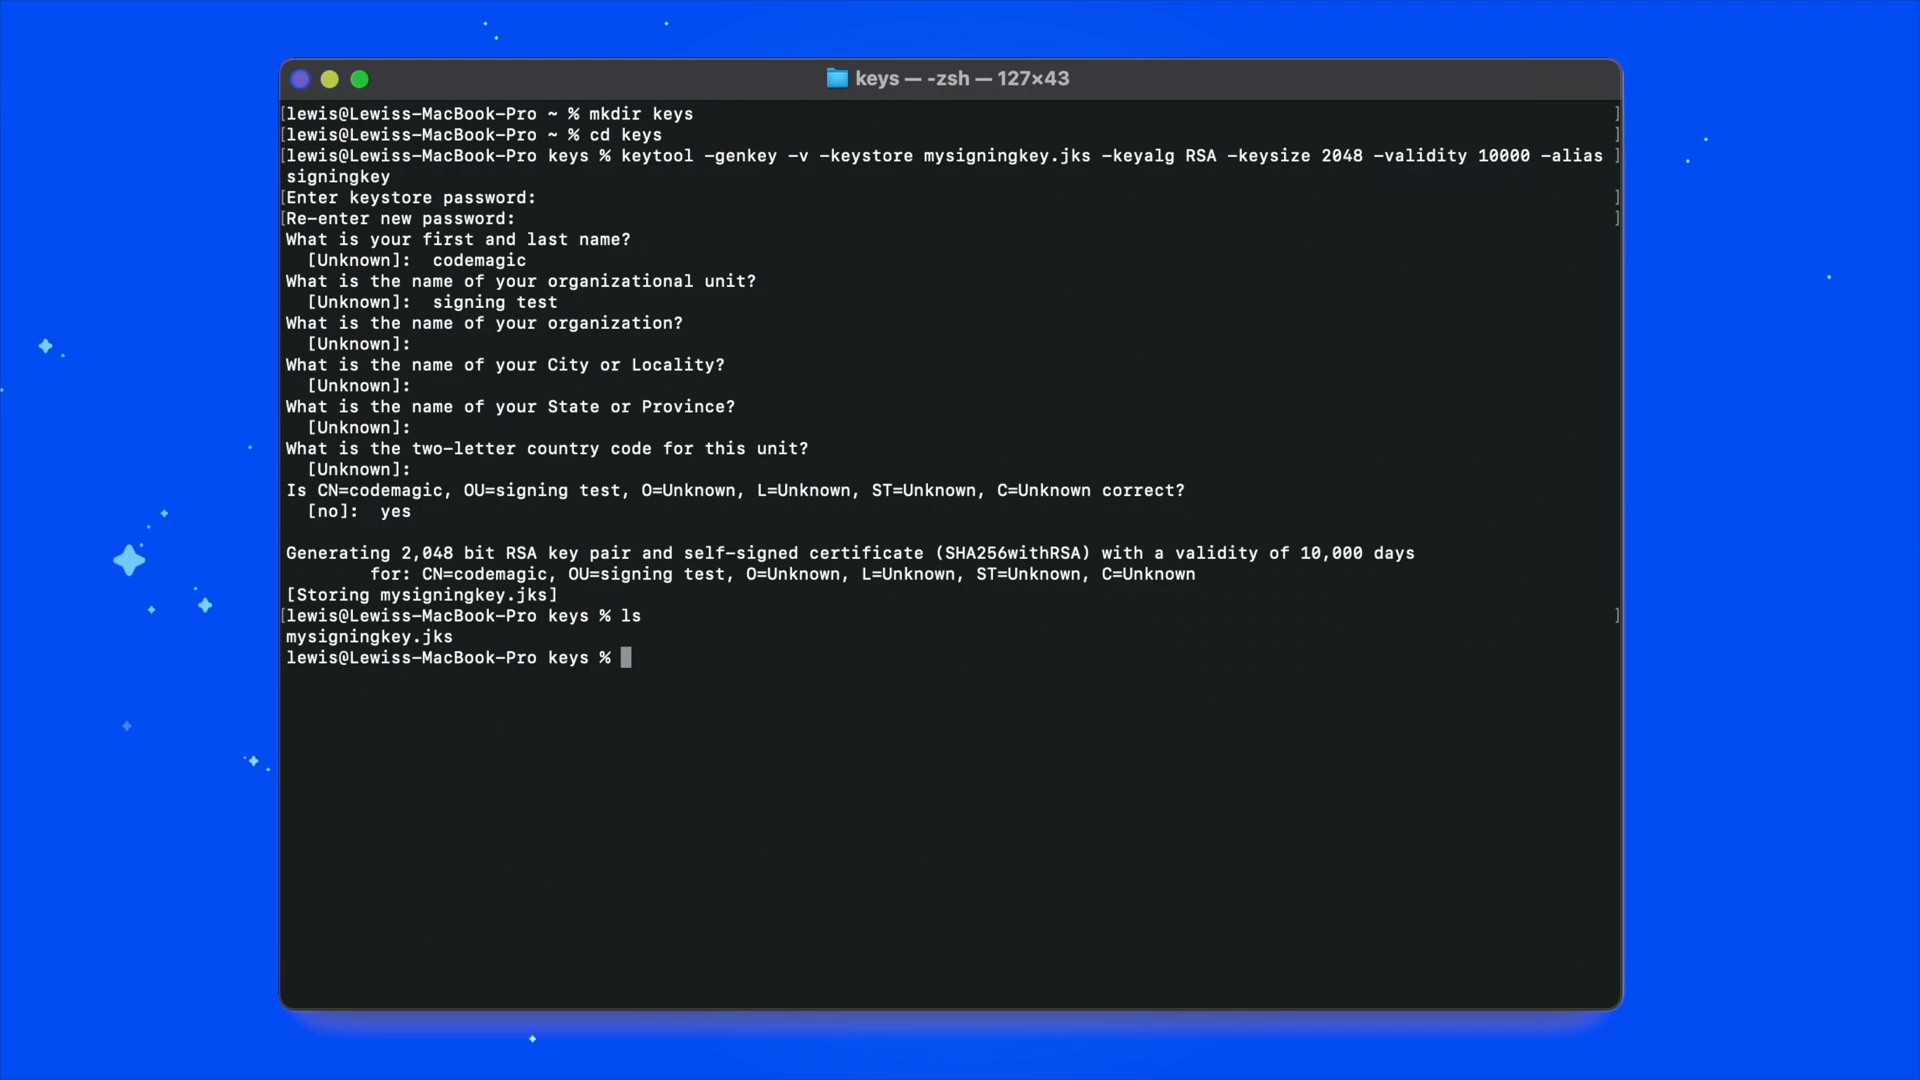 keys — -zsh — 127×43
[lewis@Lewiss-MacBook-Pro ~ % mkdir keys ]
[lewis@Lewiss-MacBook-Pro ~ % cd keys ]
[lewis@Lewiss-MacBook-Pro keys % keytool -genkey -v -keystore mysigningkey.jks -keyalg RSA -keysize 2048 -validity 10000 -alias ]
signingkey
[Enter keystore password: ]
[Re-enter new password: ]
What is your first and last name?
  [Unknown]:  codemagic
What is the name of your organizational unit?
  [Unknown]:  signing test
What is the name of your organization?
  [Unknown]:
What is the name of your City or Locality?
  [Unknown]:
What is the name of your State or Province?
  [Unknown]:
What is the two-letter country code for this unit?
  [Unknown]:
Is CN=codemagic, OU=signing test, O=Unknown, L=Unknown, ST=Unknown, C=Unknown correct?
  [no]:  yes
Generating 2,048 bit RSA key pair and self-signed certificate (SHA256withRSA) with a validity of 10,000 days
        for: CN=codemagic, OU=signing test, O=Unknown, L=Unknown, ST=Unknown, C=Unknown
[Storing mysigningkey.jks]
[lewis@Lewiss-MacBook-Pro keys % ls ]
mysigningkey.jks
lewis@Lewiss-MacBook-Pro keys %